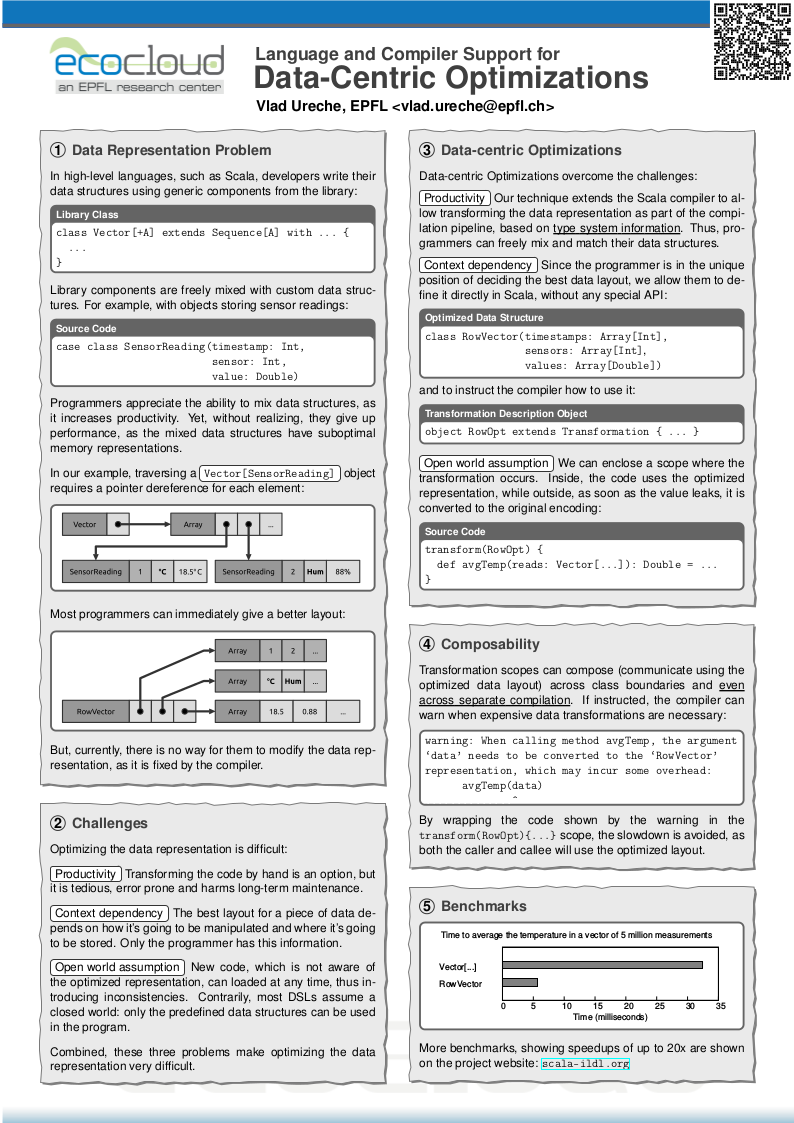 ecocloud
an EPFL research center
Language and Compiler Support for
Data-Centric Optimizations
Vlad Ureche, EPFL <vlad.ureche@epfl.ch>
1 Data Representation Problem
In high-level languages, such as Scala, developers write their
data structures using generic components from the library:
Library Class
class Vector[+A] extends Sequence[A] with ... {
...
}
Library components are freely mixed with custom data struc-
tures. For example, with objects storing sensor readings:
Source Code
case class SensorReading(timestamp: Int,
sensor: Int,
value: Double)
Programmers appreciate the ability to mix data structures, as
it increases productivity. Yet, without realizing, they give up
performance, as the mixed data structures have suboptimal
memory representations.
In our example, traversing a Vector[SensorReading] object
requires a pointer dereference for each element:
Vector Array ...
SensorReading 1 °C 18.5°C SensorReading 2 Hum 88%
Most programmers can immediately give a better layout:
Array 1 2 ...
Array °C Hum ...
RowVector Array 18.5 0.88 ...
But, currently, there is no way for them to modify the data rep-
resentation, as it is fixed by the compiler.
2 Challenges
Optimizing the data representation is difficult:
Productivity Transforming the code by hand is an option, but
it is tedious, error prone and harms long-term maintenance.
Context dependency The best layout for a piece of data de-
pends on how it's going to be manipulated and where it's going
to be stored. Only the programmer has this information.
Open world assumption New code, which is not aware of
the optimized representation, can loaded at any time, thus in-
troducing inconsistencies. Contrarily, most DSLs assume a
closed world: only the predefined data structures can be used
in the program.
Combined, these three problems make optimizing the data
representation very difficult.
3 Data-centric Optimizations
Data-centric Optimizations overcome the challenges:
Productivity Our technique extends the Scala compiler to al-
low transforming the data representation as part of the compi-
lation pipeline, based on type system information. Thus, pro-
grammers can freely mix and match their data structures.
Context dependency Since the programmer is in the unique
position of deciding the best data layout, we allow them to de-
fine it directly in Scala, without any special API:
Optimized Data Structure
class RowVector(timestamps: Array[Int],
sensors: Array[Int],
values: Array[Double])
and to instruct the compiler how to use it:
Transformation Description Object
object RowOpt extends Transformation { ... }
Open world assumption We can enclose a scope where the
transformation occurs. Inside, the code uses the optimized
representation, while outside, as soon as the value leaks, it is
converted to the original encoding:
Source Code
transform(RowOpt) {
def avgTemp(reads: Vector[...]): Double = ...
}
4 Composability
Transformation scopes can compose (communicate using the
optimized data layout) across class boundaries and even
across separate compilation. If instructed, the compiler can
warn when expensive data transformations are necessary:
warning: When calling method avgTemp, the argument
‘data’ needs to be converted to the ‘RowVector’
representation, which may incur some overhead:
avgTemp(data)
By wrapping the code shown by the warning in the
transform(RowOpt){...} scope, the slowdown is avoided, as
both the caller and callee will use the optimized layout.
5 Benchmarks
Time to average the temperature in a vector of 5 million measurements
Vector[...]
RowVector
0 5 10 15 20 25 30 35
Time (milliseconds)
More benchmarks, showing speedups of up to 20x are shown
on the project website: scala-ildl.org